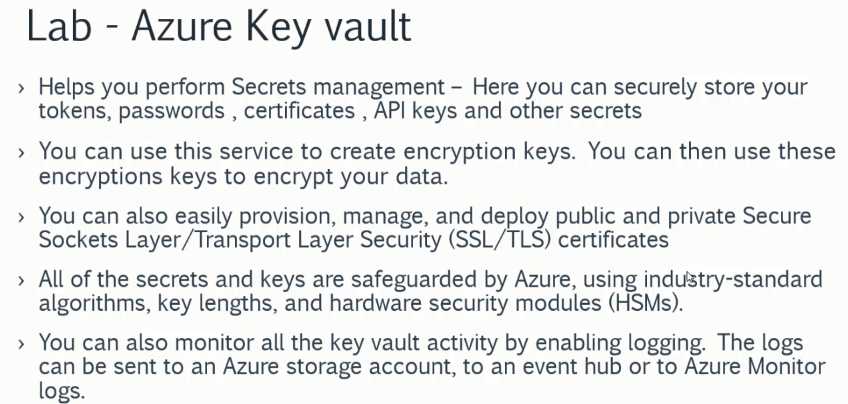 Lab - Azure Key vault
› Helps you perform Secrets management – Here you can securely store your
tokens, passwords , certificates , API keys and other secrets
› You can use this service to create encryption keys. You can then use these
encryptions keys to encrypt your data.
› You can also easily provision, manage, and deploy public and private Secure
Sockets Layer/Transport Layer Security (SSL/TLS) certificates
› All of the secrets and keys are safeguarded by Azure, using industry-standard
algorithms, key lengths, and hardware security modules (HSMs).
› You can also monitor all the key vault activity by enabling logging. The logs
can be sent to an Azure storage account, to an event hub or to Azure Monitor
logs.